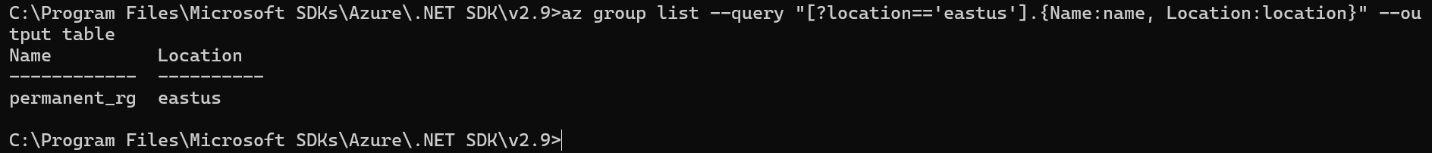 C:\Program Files\Microsoft SDKs\Azure\.NET SDK\v2.9>az group list --query "[?location=='eastus'].{Name:name, Location:location}" --ou
tput table
Name          Location
------------  ----------
permanent_rg  eastus
C:\Program Files\Microsoft SDKs\Azure\.NET SDK\v2.9>